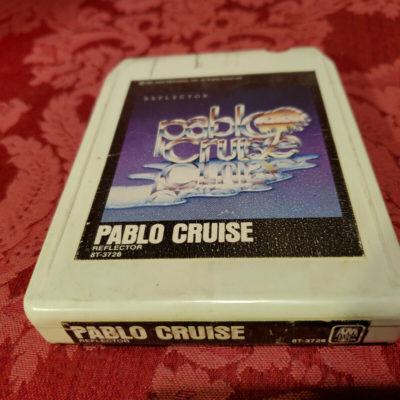 REFLECTOR
pablo
cruise
PABLO CRUISE
REFLECTOR
8T-3726
PABLO CRUISE
REFLECTOR
8T-3726
A&M